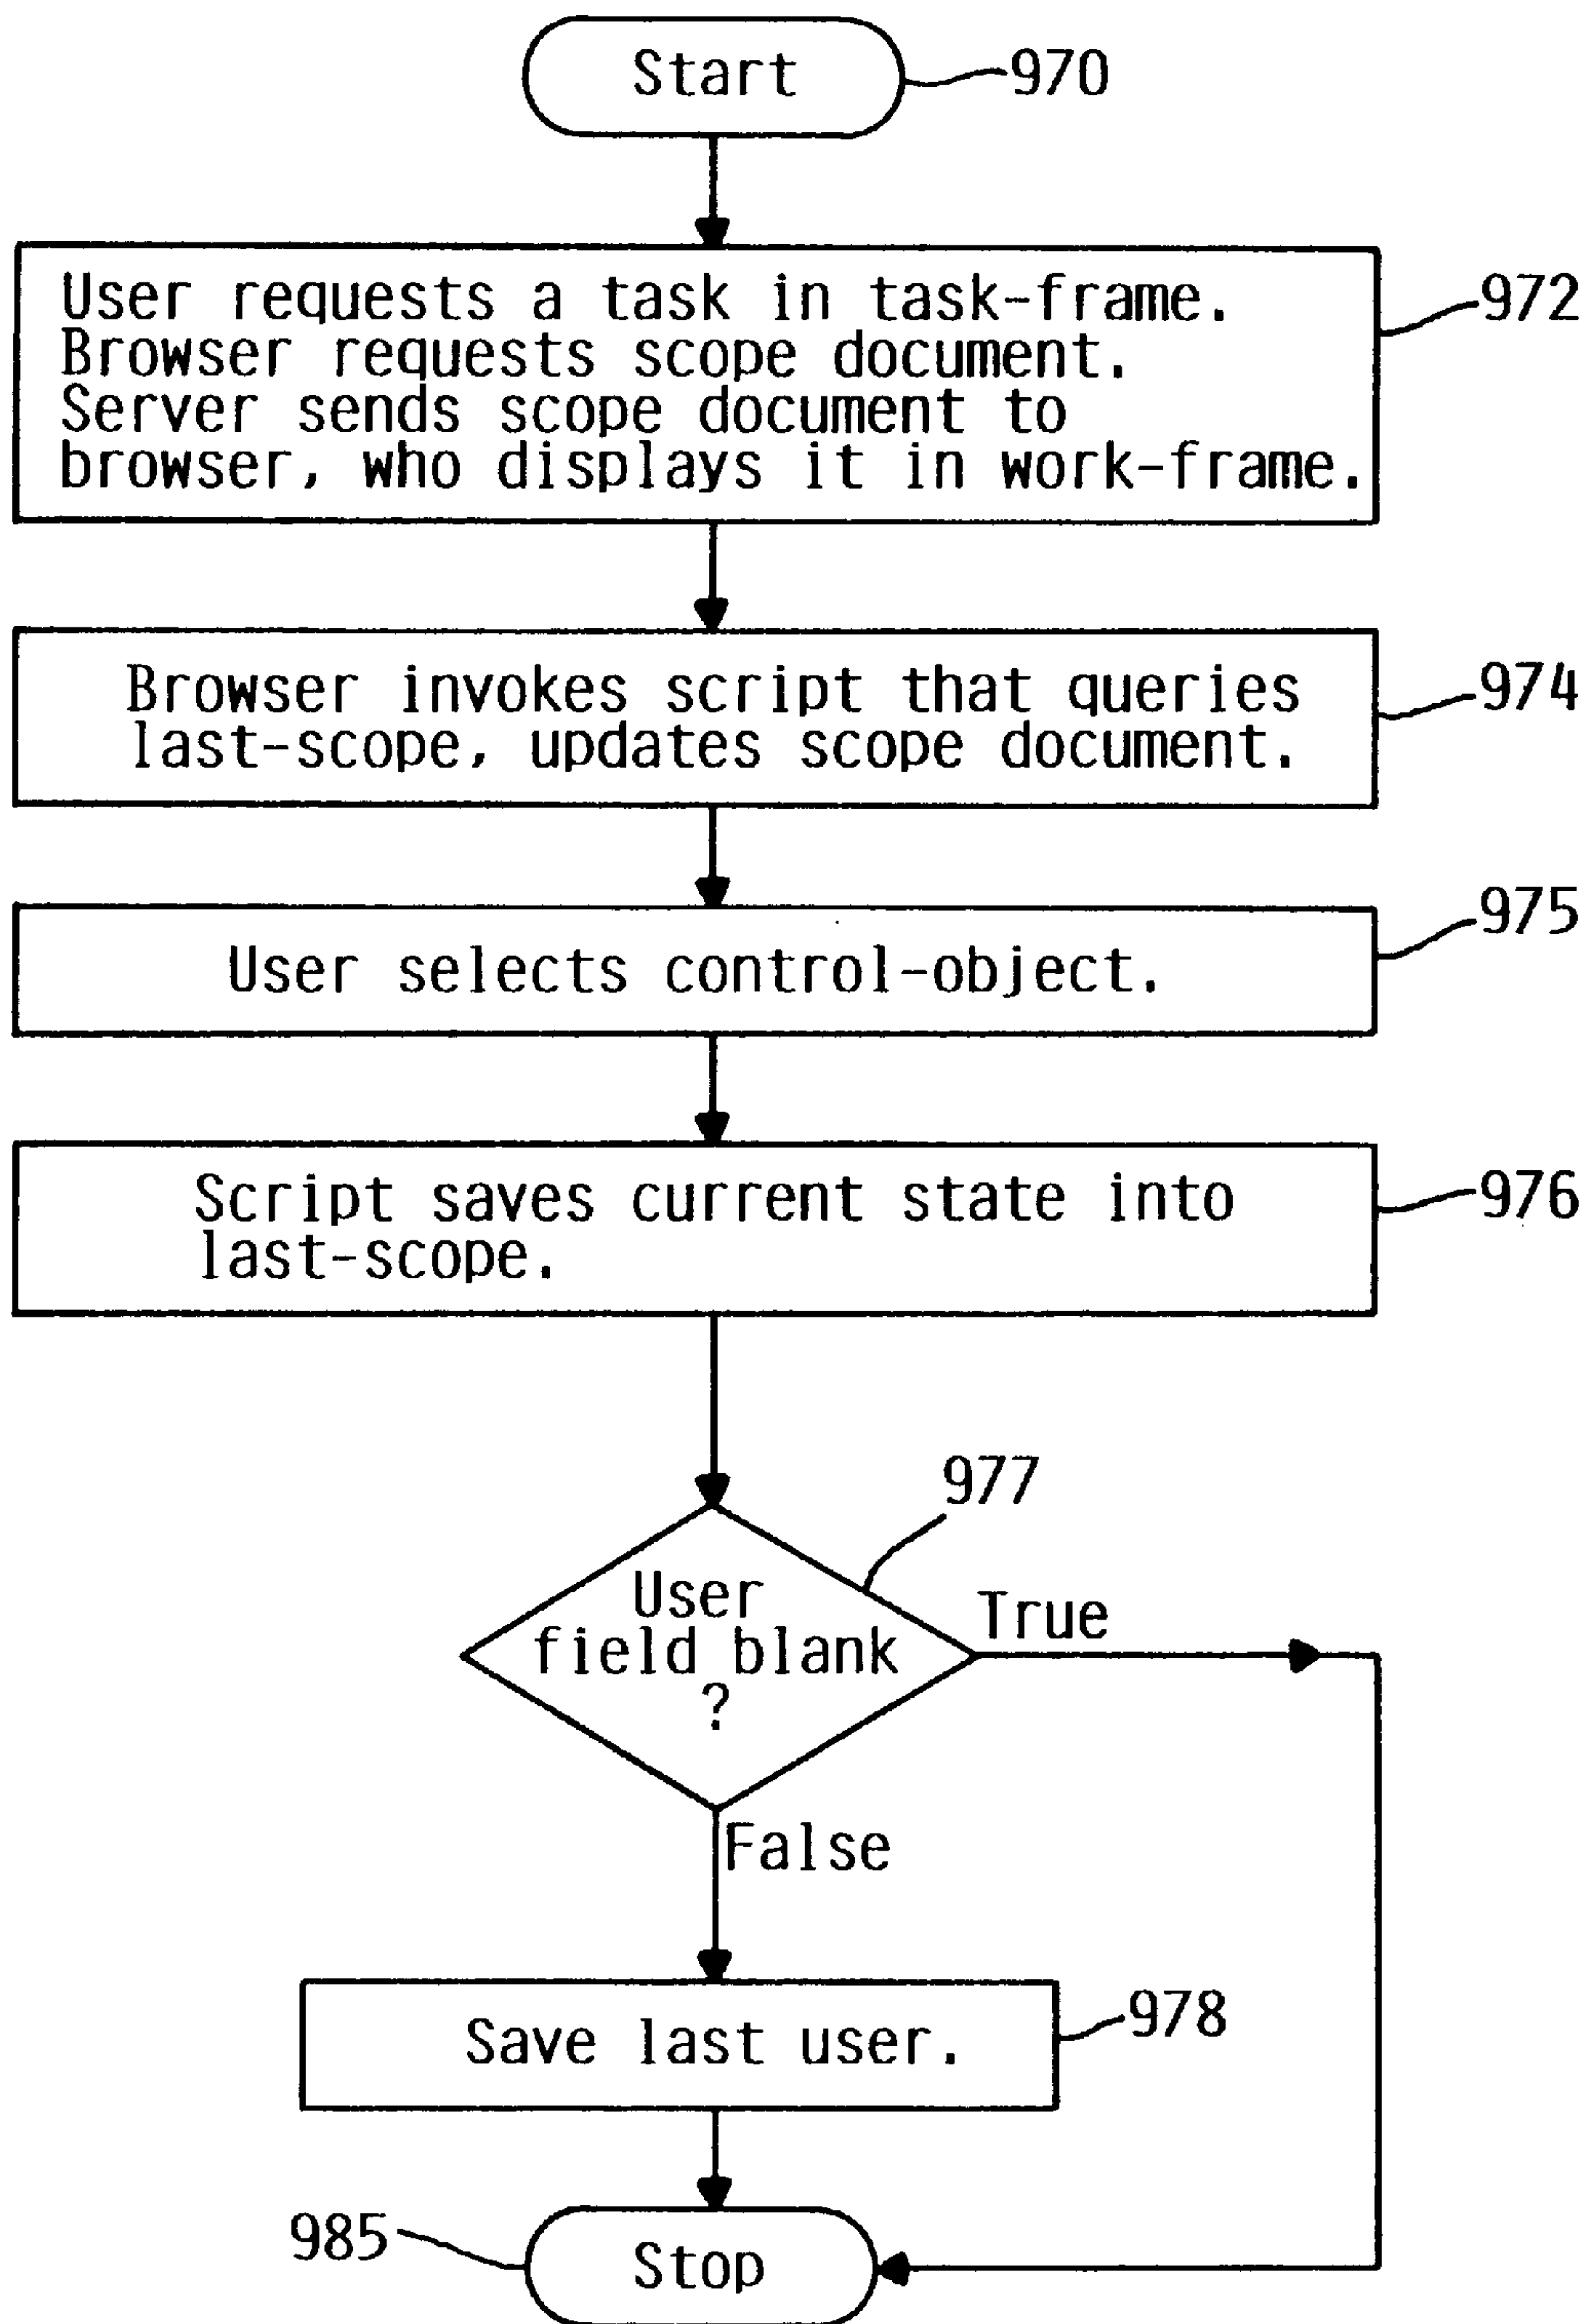 Start
970
User requests a task in task-frame.
Browser requests scope document.
Server sends scope document to
browser, who displays it in work-frame.
972
Browser invokes script that queries
last-scope, updates scope document.
974
User selects control-object.
975
Script saves current state into
last-scope.
976
977
User
field blank
?
True
False
Save last user.
978
985
Stop